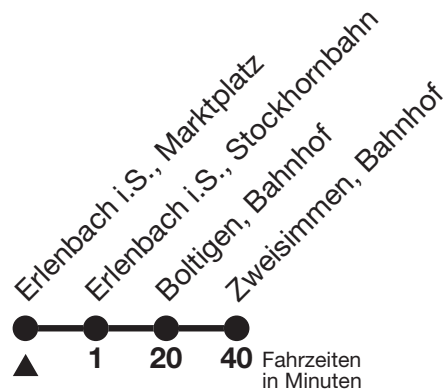 Erlenbach i.S., Marktplatz
Erlenbach i.S., Stockhornbahn
Boltigen, Bahnhof
Zweisimmen, Bahnhof
1 20 40 Fahrzeiten
in Minuten